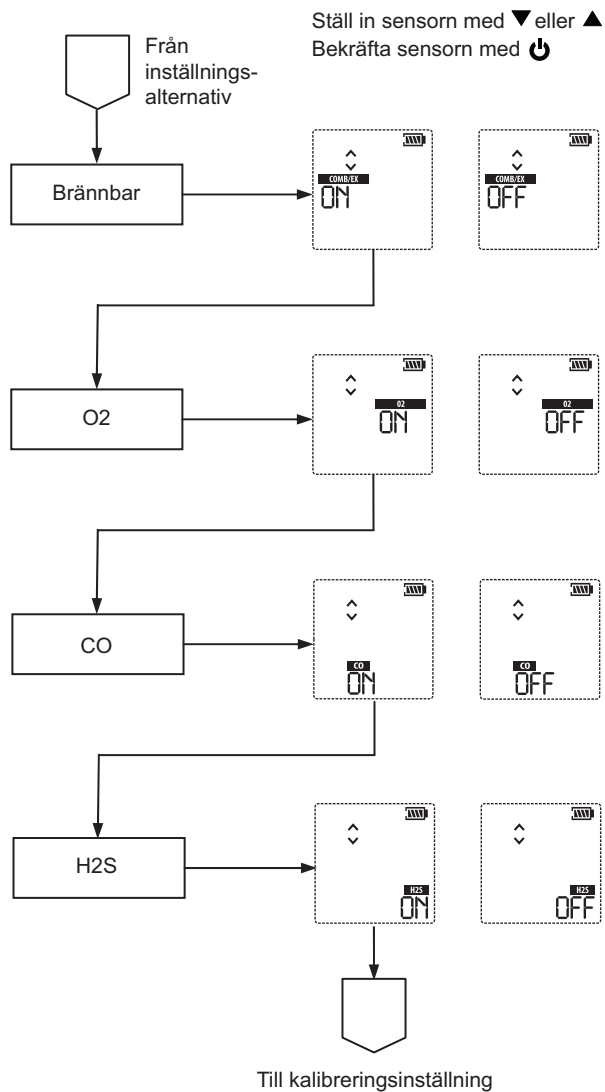 Ställ in sensorn med ▼ eller ▲
Bekräfta sensorn med ⏻
Från
inställnings-
alternativ
Brännbar
COMB/EX
ON
COMB/EX
OFF
O2
O2
ON
O2
OFF
CO
CO
ON
CO
OFF
H2S
H2S
ON
H2S
OFF
Till kalibreringsinställning